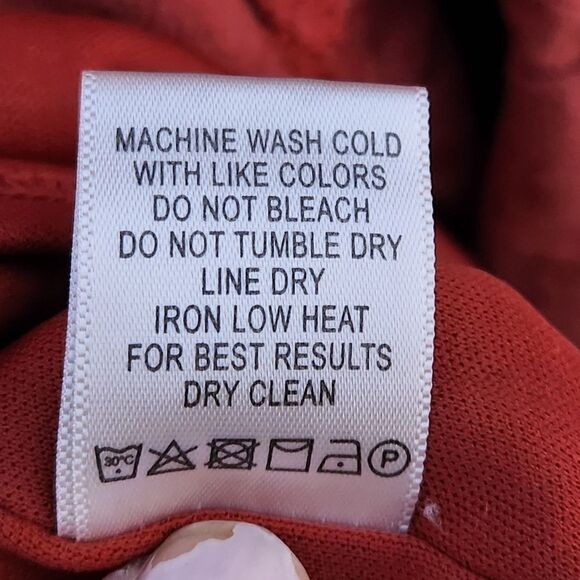 MACHINE WASH COLD
WITH LIKE COLORS
DO NOT BLEACH
DO NOT TUMBLE DRY
LINE DRY
IRON LOW HEAT
FOR BEST RESULTS
DRY CLEAN
30°C P